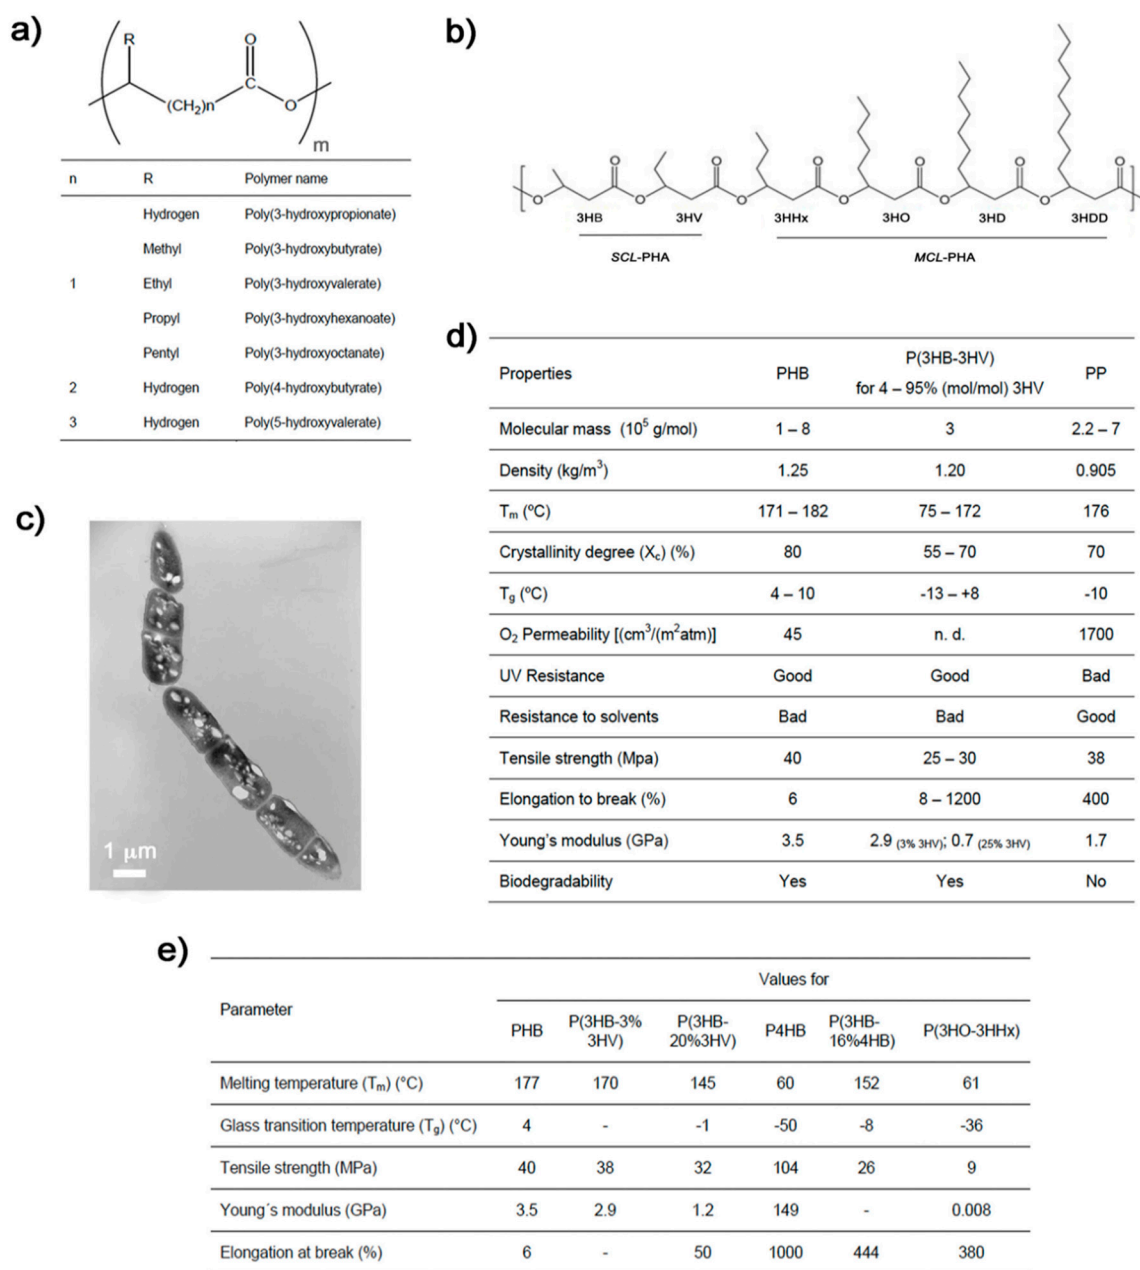 a)
R
O
(CH₂)n
C
O
m
n R Polymer name
Hydrogen Poly(3-hydroxypropionate)
Methyl Poly(3-hydroxybutyrate)
1 Ethyl Poly(3-hydroxyvalerate)
Propyl Poly(3-hydroxyhexanoate)
Pentyl Poly(3-hydroxyoctanate)
2 Hydrogen Poly(4-hydroxybutyrate)
3 Hydrogen Poly(5-hydroxyvalerate)
b)
O O O O O O
O O O O O O
3HB 3HV 3HHx 3HO 3HD 3HDD
SCL-PHA MCL-PHA
c)
1 μm
d)
Properties PHB P(3HB-3HV) for 4 – 95% (mol/mol) 3HV PP
Molecular mass (10⁵ g/mol) 1 – 8 3 2.2 – 7
Density (kg/m³) 1.25 1.20 0.905
Tₘ (ºC) 171 – 182 75 – 172 176
Crystallinity degree (X꜀) (%) 80 55 – 70 70
T_g (ºC) 4 – 10 -13 – +8 -10
O₂ Permeability [(cm³/(m²atm)] 45 n. d. 1700
UV Resistance Good Good Bad
Resistance to solvents Bad Bad Good
Tensile strength (Mpa) 40 25 – 30 38
Elongation to break (%) 6 8 – 1200 400
Young's modulus (GPa) 3.5 2.9 (3% 3HV); 0.7 (25% 3HV) 1.7
Biodegradability Yes Yes No
e)
Values for
Parameter PHB P(3HB-3% 3HV) P(3HB-20%3HV) P4HB P(3HB-16%4HB) P(3HO-3HHx)
Melting temperature (Tₘ) (°C) 177 170 145 60 152 61
Glass transition temperature (T_g) (°C) 4 - -1 -50 -8 -36
Tensile strength (MPa) 40 38 32 104 26 9
Young´s modulus (GPa) 3.5 2.9 1.2 149 - 0.008
Elongation at break (%) 6 - 50 1000 444 380